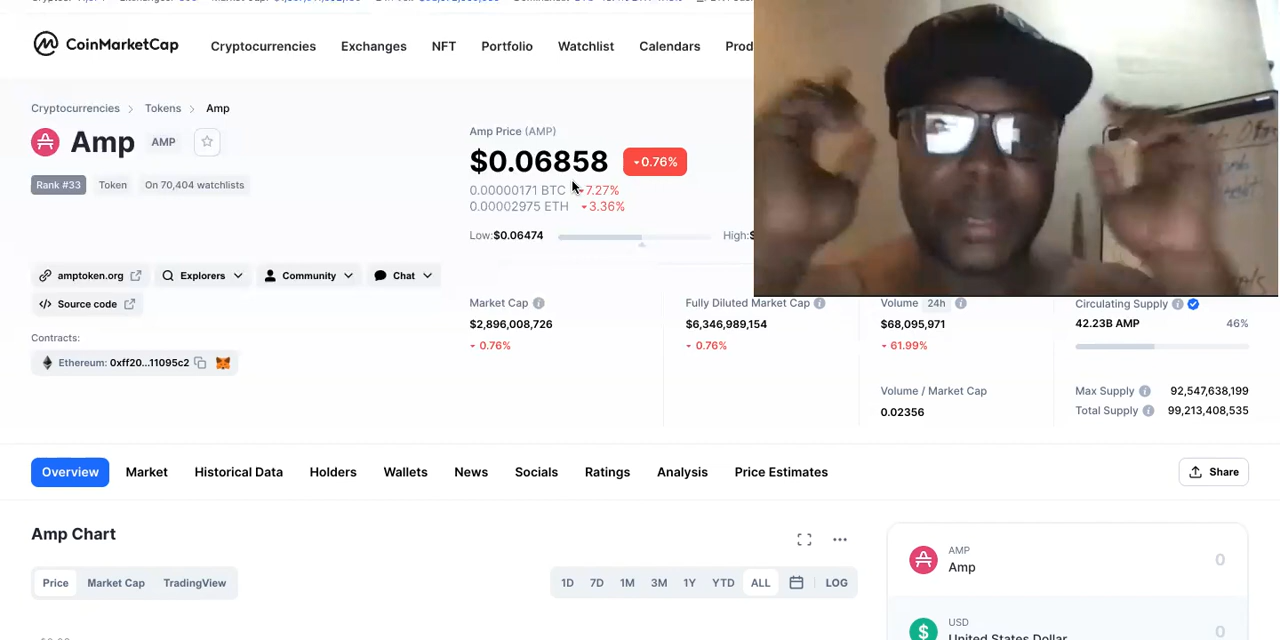 CoinMarketCap
Cryptocurrencies Exchanges NFT Portfolio Watchlist Calendars Prod
Cryptocurrencies Tokens Amp
Amp AMP
Rank #33 Token On 70,404 watchlists
Amp Price (AMP)
$0.06858 0.76%
0.00000171 BTC 7.27%
0.00002975 ETH 3.36%
Low:$0.06474 High:$
amptoken.org Explorers Community Chat
Source code
Contracts:
Ethereum: 0xff20...11095c2
Market Cap
$2,896,008,726
0.76%
Fully Diluted Market Cap
$6,346,989,154
0.76%
Volume 24h
$68,095,971
61.99%
Volume / Market Cap
0.02356
Circulating Supply
42.23B AMP 46%
Max Supply 92,547,638,199
Total Supply 99,213,408,535
Overview Market Historical Data Holders Wallets News Socials Ratings Analysis Price Estimates Share
Amp Chart
Price Market Cap TradingView
1D 7D 1M 3M 1Y YTD ALL LOG
AMP
Amp 0
USD
United States Dollar 0